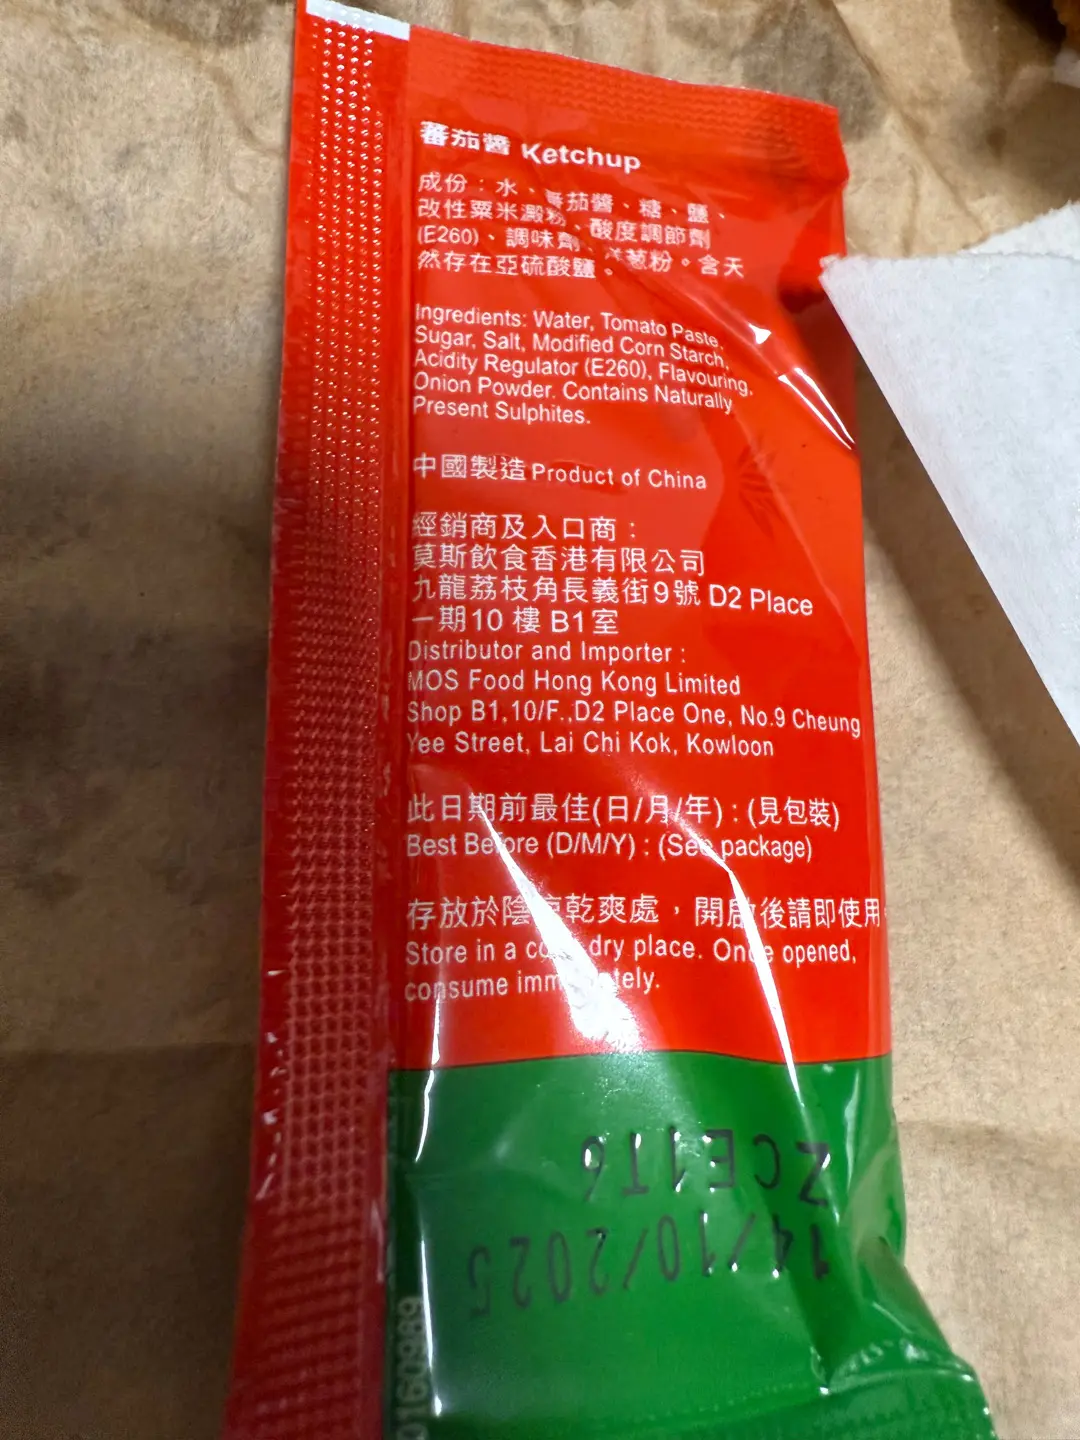 蕃茄醬 Ketchup
成份：水、蕃茄醬、糖、鹽、
改性粟米澱粉、酸度調節劑
(E260)、調味劑、洋葱粉。含天
然存在亞硫酸鹽。
Ingredients: Water, Tomato Paste,
Sugar, Salt, Modified Corn Starch,
Acidity Regulator (E260), Flavouring,
Onion Powder. Contains Naturally
Present Sulphites.
中國製造 Product of China
經銷商及入口商：
莫斯飲食香港有限公司
九龍荔枝角長義街9號 D2 Place
一期10樓 B1室
Distributor and Importer :
MOS Food Hong Kong Limited
Shop B1,10/F.,D2 Place One, No.9 Cheung
Yee Street, Lai Chi Kok, Kowloon
此日期前最佳(日/月/年) : (見包裝)
Best Before (D/M/Y) : (See package)
存放於陰涼乾爽處，開啟後請即使用。
Store in a cool dry place. Once opened,
consume immediately.
ZCE1T6
14/10/2025